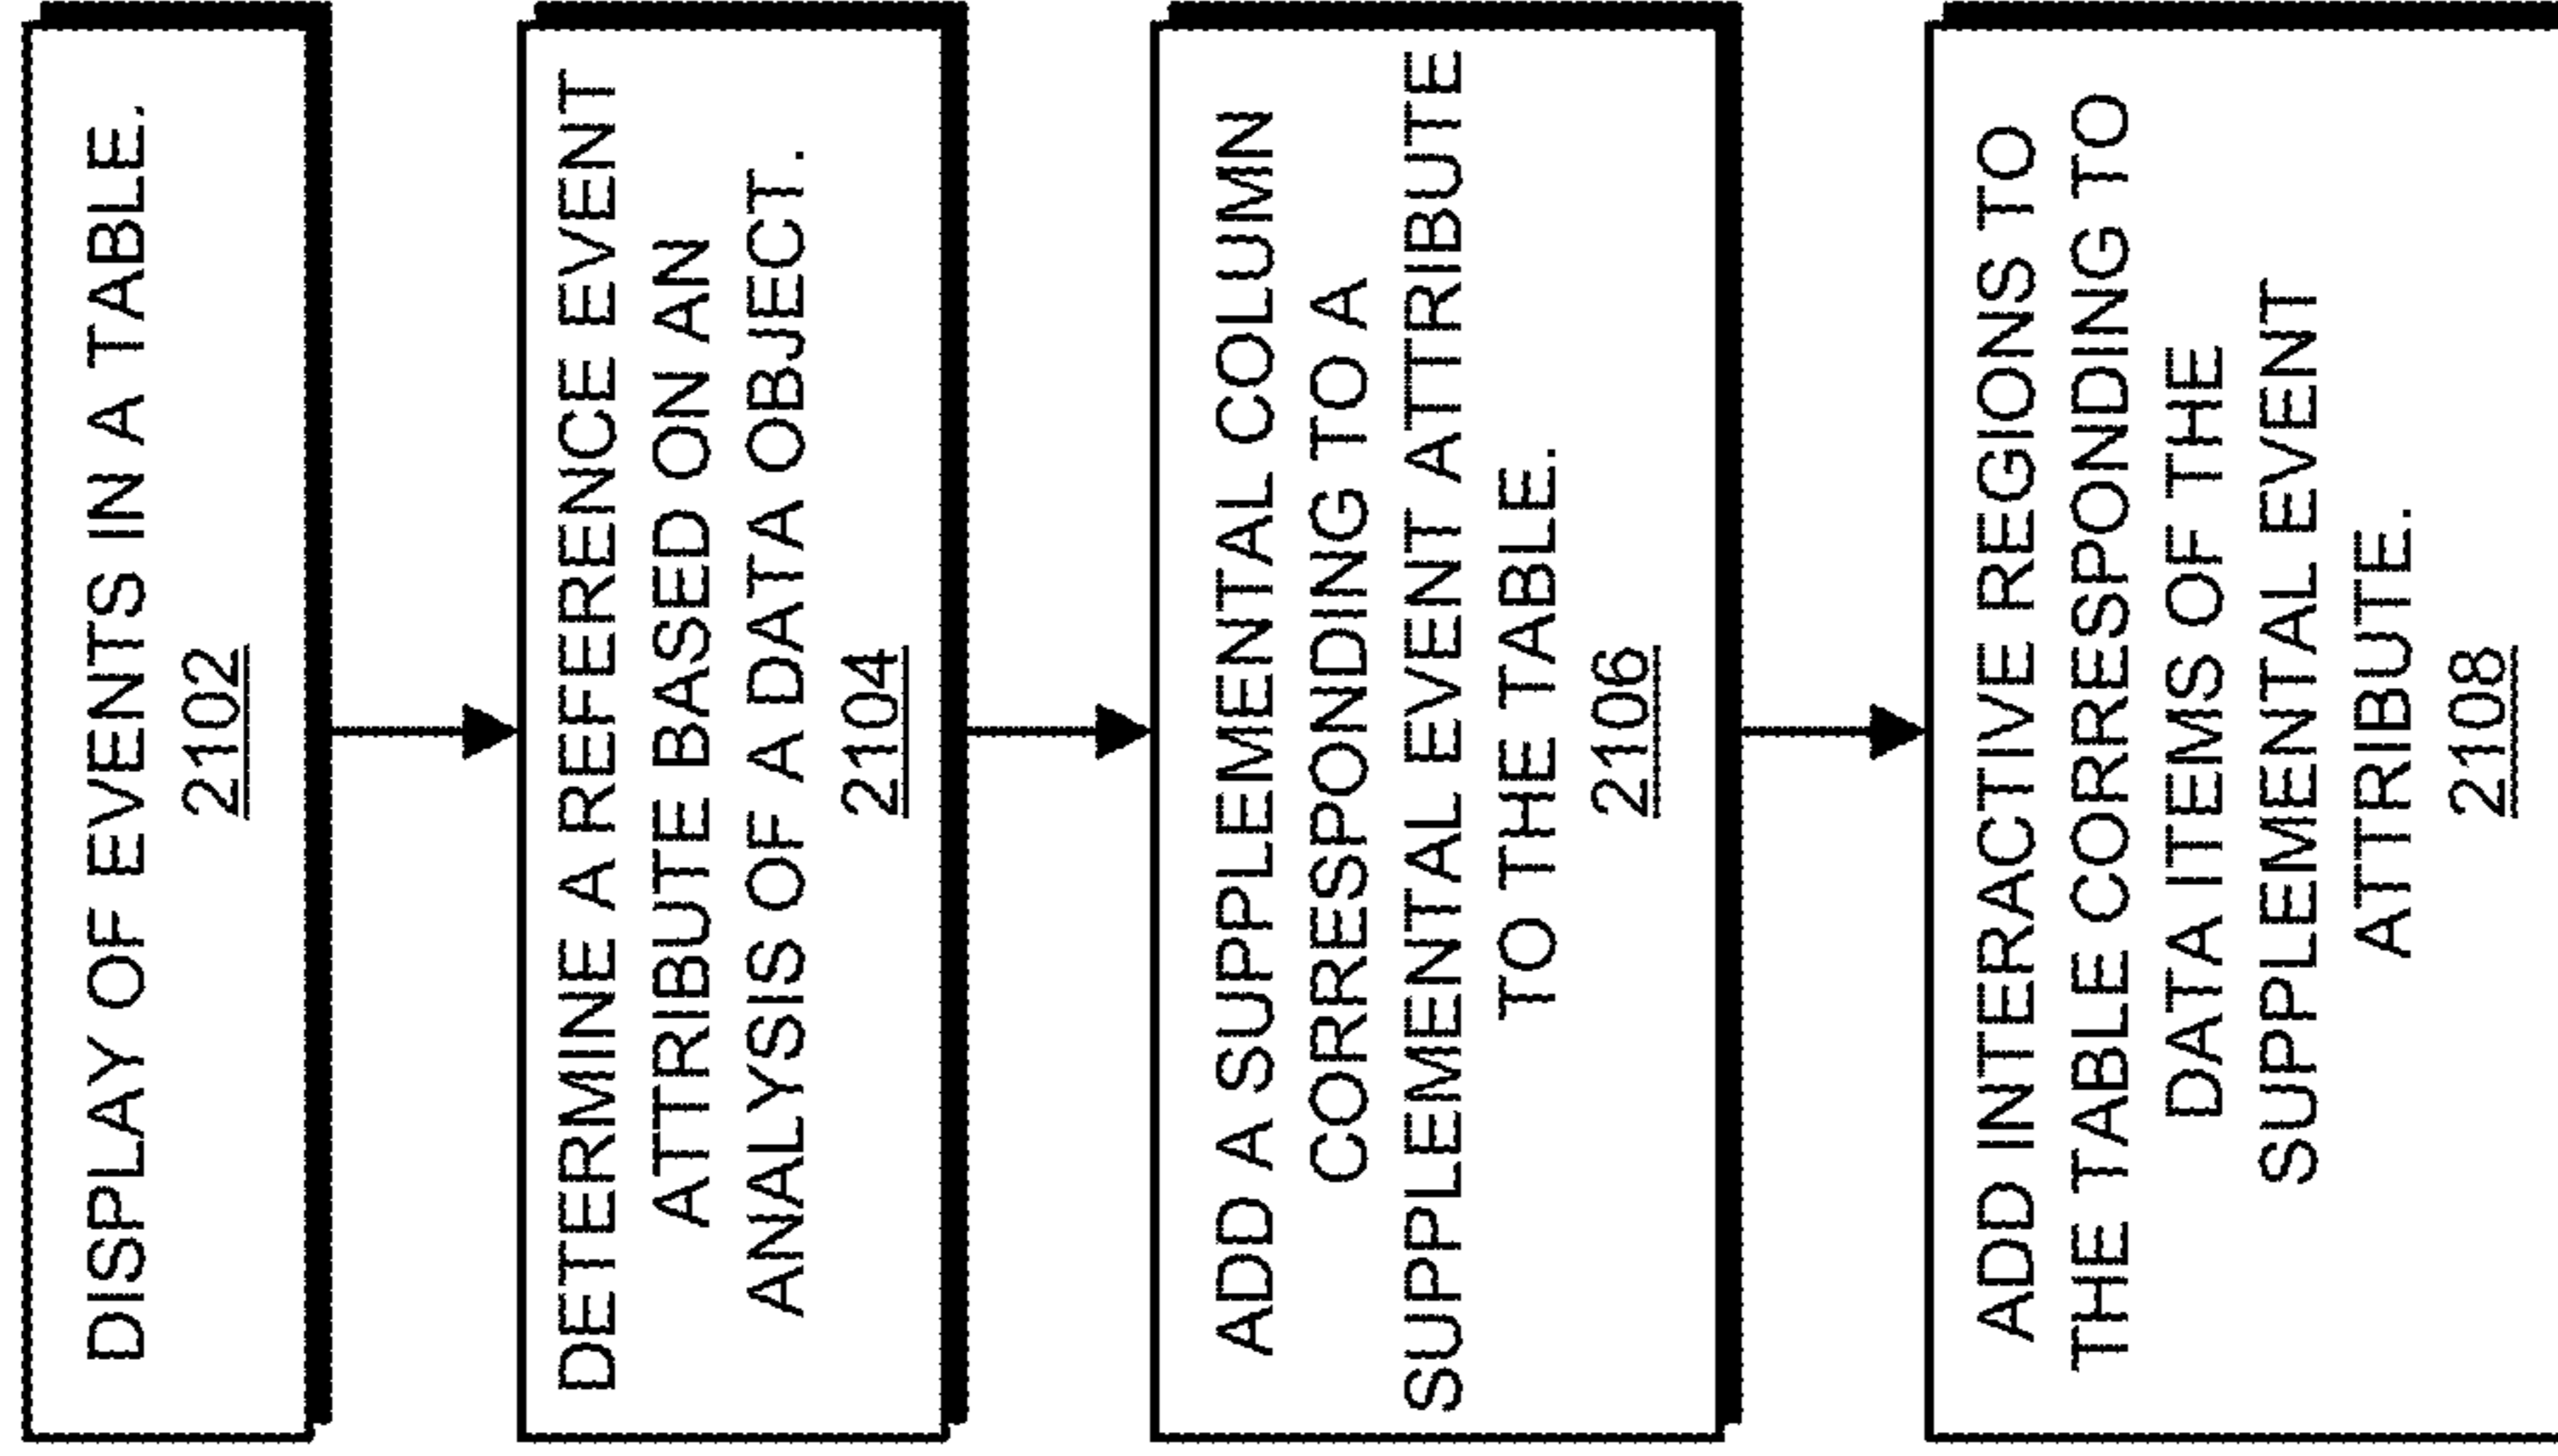 DISPLAY OF EVENTS IN A TABLE.
2102
DETERMINE A REFERENCE EVENT
ATTRIBUTE BASED ON AN
ANALYSIS OF A DATA OBJECT.
2104
ADD A SUPPLEMENTAL COLUMN
CORRESPONDING TO A
SUPPLEMENTAL EVENT ATTRIBUTE
TO THE TABLE.
2106
ADD INTERACTIVE REGIONS TO
THE TABLE CORRESPONDING TO
DATA ITEMS OF THE
SUPPLEMENTAL EVENT
ATTRIBUTE.
2108